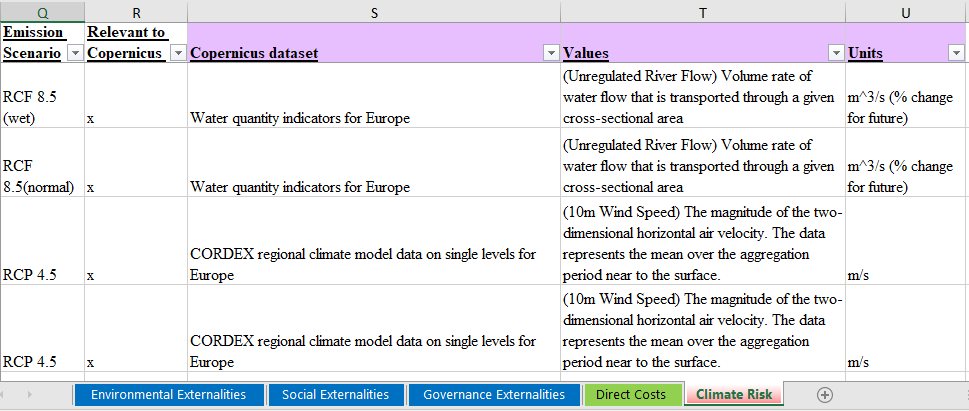 Q R S T U
Emission Relevant to
Scenario Copernicus Copernicus dataset Values Units
(Unregulated River Flow) Volume rate of
RCF 8.5 water flow that is transported through a given m^3/s (% change
(wet) x Water quantity indicators for Europe cross-sectional area for future)
(Unregulated River Flow) Volume rate of
RCF water flow that is transported through a given m^3/s (% change
8.5(normal) x Water quantity indicators for Europe cross-sectional area for future)
(10m Wind Speed) The magnitude of the two-
dimensional horizontal air velocity. The data
CORDEX regional climate model data on single levels for represents the mean over the aggregation
RCP 4.5 x Europe period near to the surface. m/s
(10m Wind Speed) The magnitude of the two-
dimensional horizontal air velocity. The data
CORDEX regional climate model data on single levels for represents the mean over the aggregation
RCP 4.5 x Europe period near to the surface. m/s
Environmental Externalities Social Externalities Governance Externalities Direct Costs Climate Risk